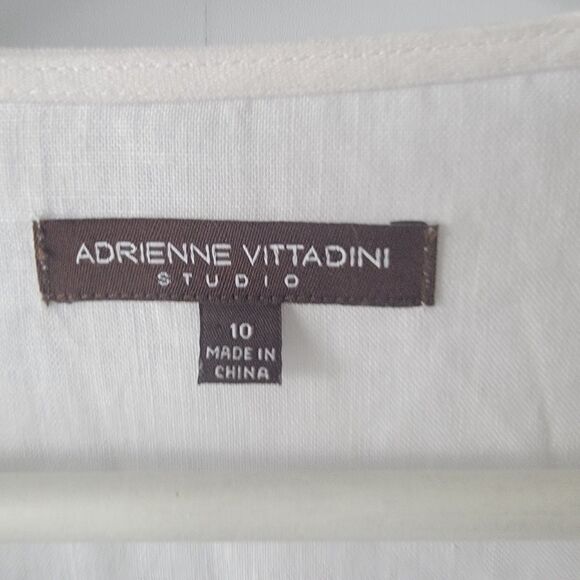 ADRIENNE VITTADINI
STUDIO
10
MADE IN
CHINA